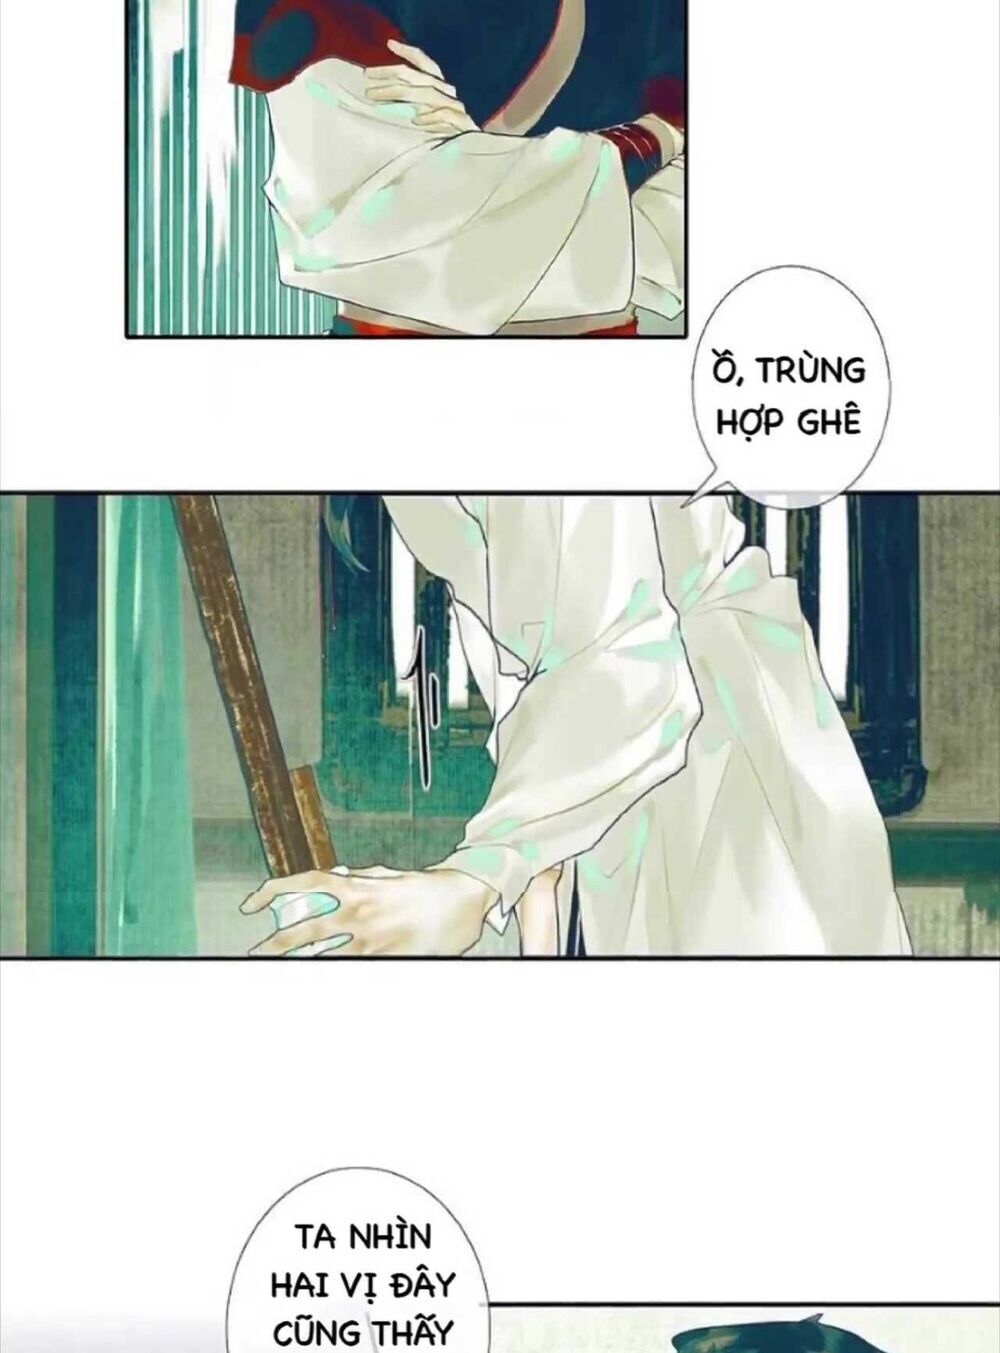 Ồ, TRÙNG
HỢP GHÊ
TA NHÌN
HAI VỊ ĐÂY
CŨNG THẤY